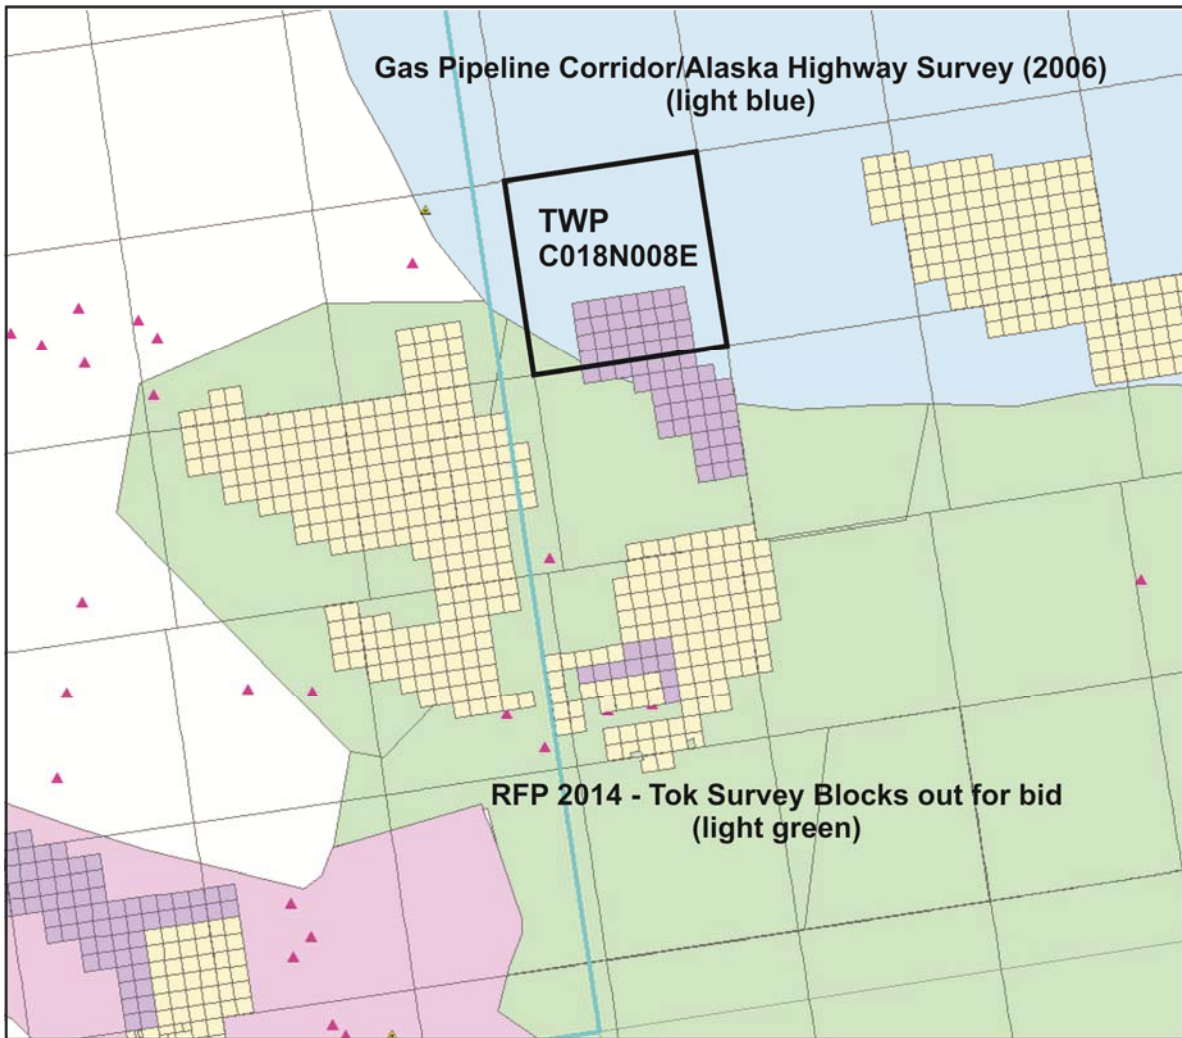 Gas Pipeline Corridor/Alaska Highway Survey (2006)
(light blue)
TWP
C018N008E
RFP 2014 - Tok Survey Blocks out for bid
(light green)